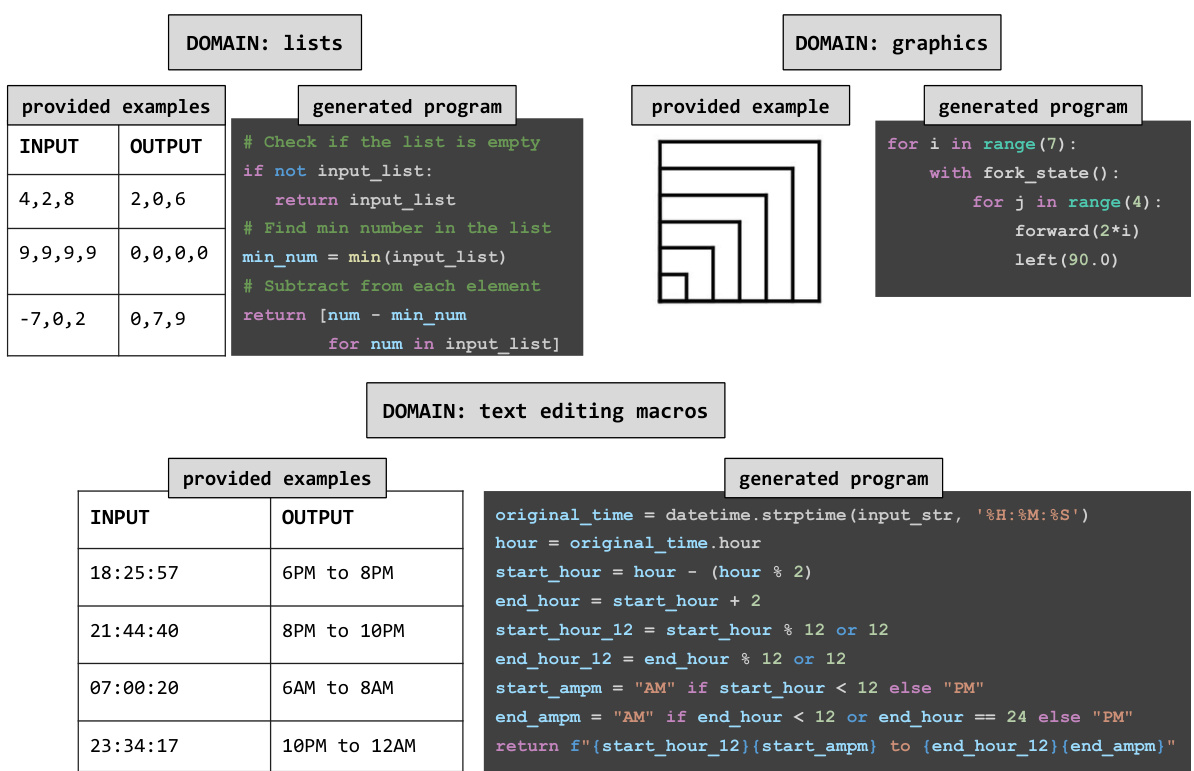 DOMAIN: lists
provided examples
INPUT OUTPUT
4,2,8 2,0,6
9,9,9,9 0,0,0,0
-7,0,2 0,7,9
generated program
# Check if the list is empty
if not input_list:
return input_list
# Find min number in the list
min_num = min(input_list)
# Subtract from each element
return [num - min_num
for num in input_list]
DOMAIN: graphics
provided example
generated program
for i in range(7):
with fork_state():
for j in range(4):
forward(2*i)
left(90.0)
DOMAIN: text editing macros
provided examples
INPUT OUTPUT
18:25:57 6PM to 8PM
21:44:40 8PM to 10PM
07:00:20 6AM to 8AM
23:34:17 10PM to 12AM
generated program
original_time = datetime.strptime(input_str, '%H:%M:%S')
hour = original_time.hour
start_hour = hour - (hour % 2)
end_hour = start_hour + 2
start_hour_12 = start_hour % 12 or 12
end_hour_12 = end_hour % 12 or 12
start_ampm = "AM" if start_hour < 12 else "PM"
end_ampm = "AM" if end_hour < 12 or end_hour == 24 else "PM"
return f"{start_hour_12}{start_ampm} to {end_hour_12}{end_ampm}"